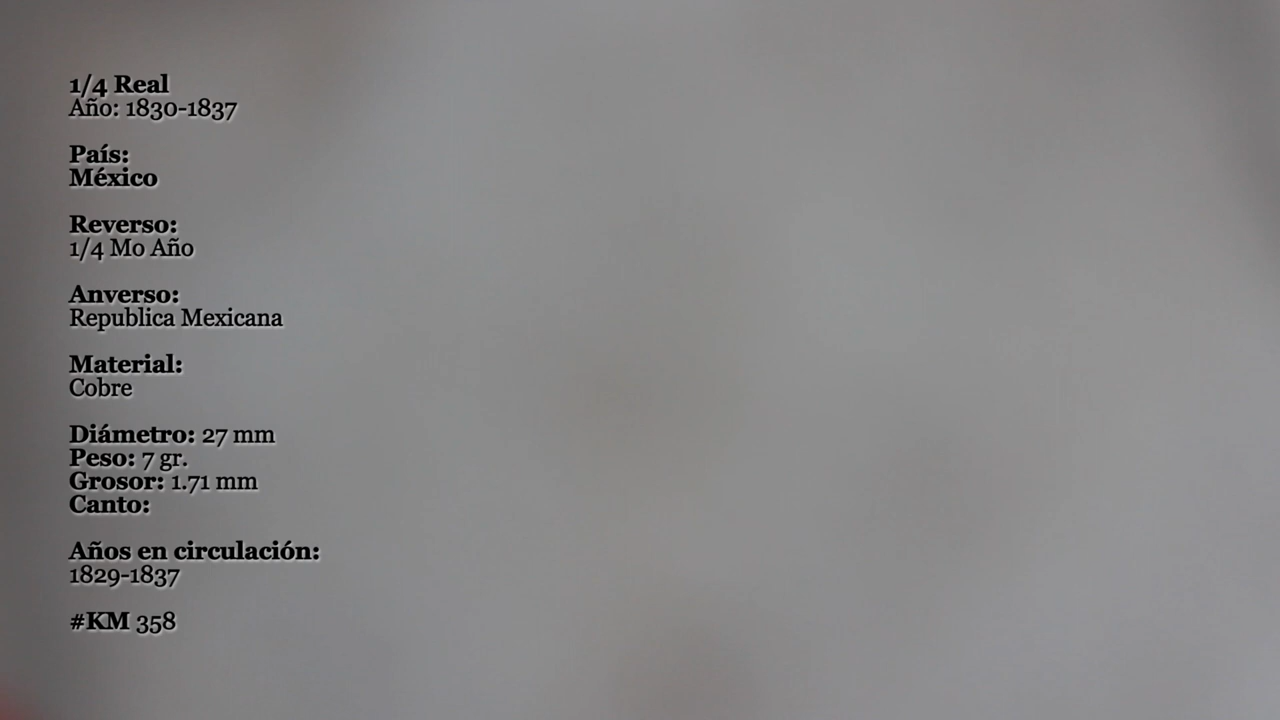 1/4 Real
Año: 1830-1837
País:
México
Reverso:
1/4 Mo Año
Anverso:
Republica Mexicana
Material:
Cobre
Diámetro: 27 mm
Peso: 7 gr.
Grosor: 1.71 mm
Canto:
Años en circulación:
1829-1837
#KM 358